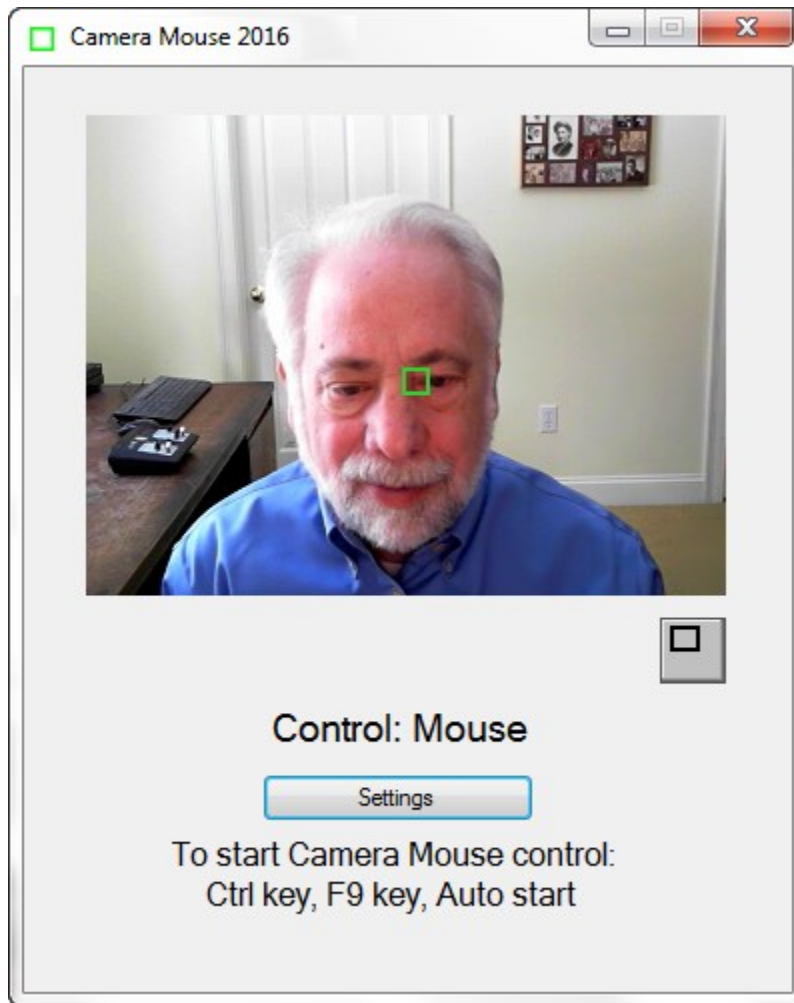 Camera Mouse 2016
Control: Mouse
Settings
To start Camera Mouse control:
Ctrl key, F9 key, Auto start